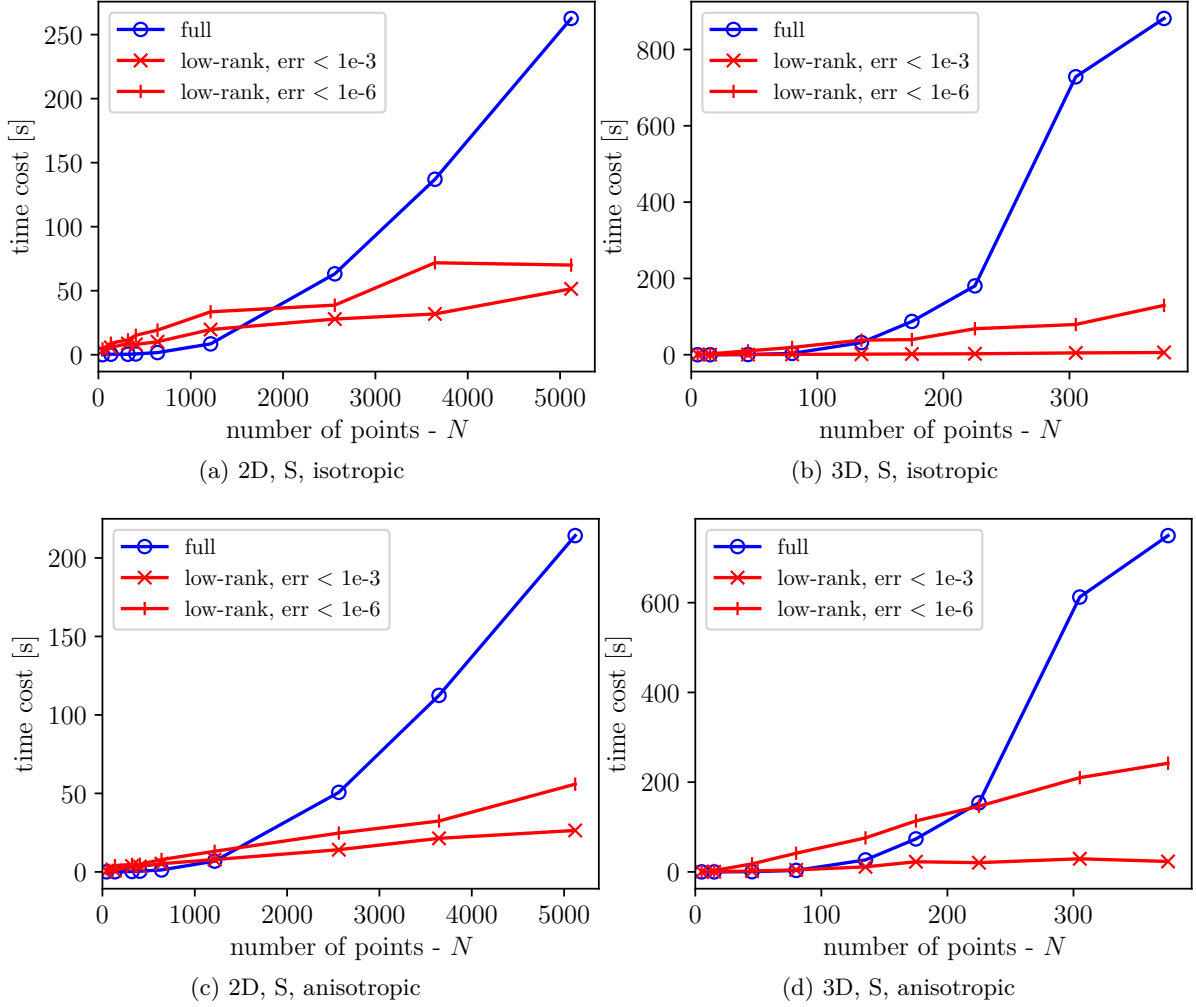 250
200
150
100
50
0
time cost [s]
full
low-rank, err < 1e-3
low-rank, err < 1e-6
0 1000 2000 3000 4000 5000
number of points - N
(a) 2D, S, isotropic
800
600
400
200
0
time cost [s]
full
low-rank, err < 1e-3
low-rank, err < 1e-6
0 100 200 300
number of points - N
(b) 3D, S, isotropic
200
150
100
50
0
time cost [s]
full
low-rank, err < 1e-3
low-rank, err < 1e-6
0 1000 2000 3000 4000 5000
number of points - N
(c) 2D, S, anisotropic
600
400
200
0
time cost [s]
full
low-rank, err < 1e-3
low-rank, err < 1e-6
0 100 200 300
number of points - N
(d) 3D, S, anisotropic